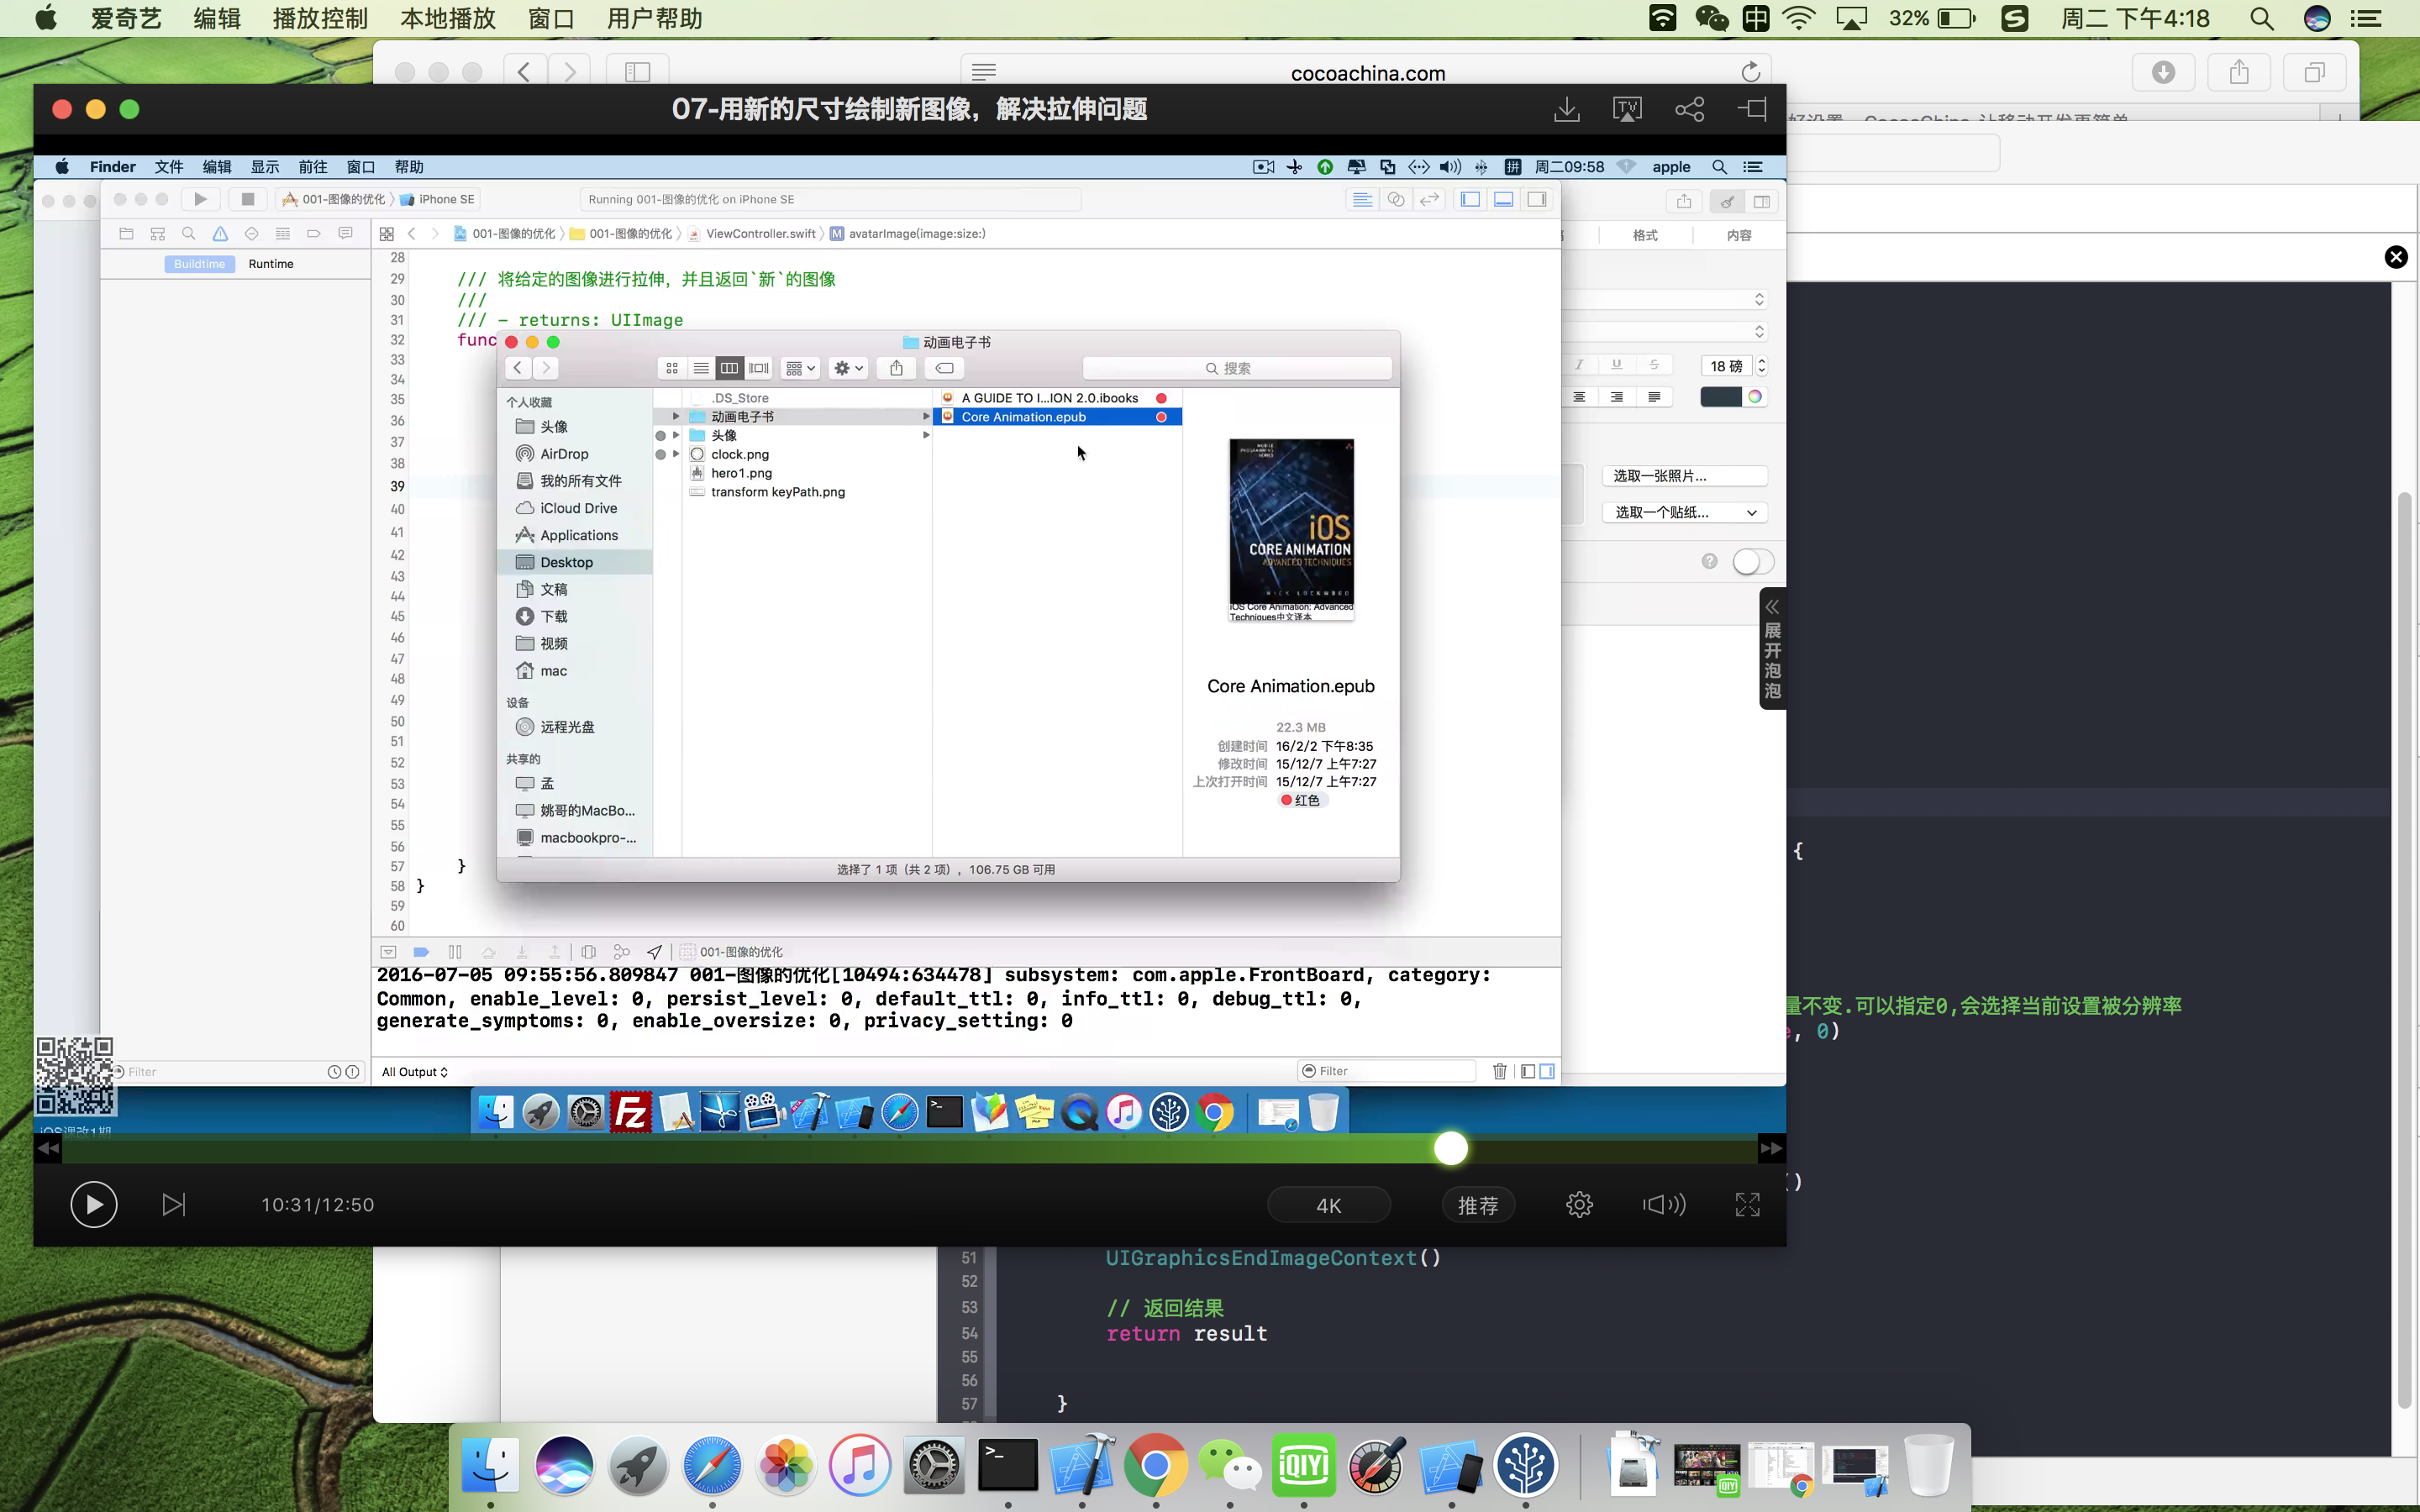 爱奇艺 编辑 播放控制 本地播放 窗口 用户帮助
中 32% 周二 下午4:18
cocoachina.com
07-用新的尺寸绘制新图像，解决拉伸问题
Finder 文件 编辑 显示 前往 窗口 帮助
拼 周二09:58 apple
001-图像的优化 iPhone SE
Running 001-图像的优化 on iPhone SE
001-图像的优化 001-图像的优化 ViewController.swift M avatarImage(image:size:)
格式 内容
Buildtime Runtime
28
29 /// 将给定的图像进行拉伸，并且返回`新`的图像
30 ///
31 /// - returns: UIImage
32 func
33
34
35
36
37
38
39
40
41
42
43
44
45
46
47
48
49
50
51
52
53
54
55
56
57 }
58 }
59
60
动画电子书
搜索
个人收藏
头像
AirDrop
我的所有文件
iCloud Drive
Applications
Desktop
文稿
下载
视频
mac
设备
远程光盘
共享的
孟
姚哥的MacBo...
macbookpro-...
.DS_Store
动画电子书
头像
clock.png
hero1.png
transform keyPath.png
A GUIDE TO I...ION 2.0.ibooks
Core Animation.epub
iOS
CORE ANIMATION
ADVANCED TECHNIQUES
NICK LOCKWOOD
iOS Core Animation: Advanced
Techniques中文译本
Core Animation.epub
22.3 MB
创建时间 16/2/2 下午8:35
修改时间 15/12/7 上午7:27
上次打开时间 15/12/7 上午7:27
红色
选择了 1 项（共 2 项），106.75 GB 可用
18 磅
选取一张照片...
选取一个贴纸...
展开泡泡
001-图像的优化
2016-07-05 09:55:56.809847 001-图像的优化[10494:634478] subsystem: com.apple.FrontBoard, category:
Common, enable_level: 0, persist_level: 0, default_ttl: 0, info_ttl: 0, debug_ttl: 0,
generate_symptoms: 0, enable_oversize: 0, privacy_setting: 0
Filter
All Output
Filter
iOS课改1期
10:31/12:50
4K 推荐
{
量不变.可以指定0,会选择当前设置被分辨率
, 0)
()
51 UIGraphicsEndImageContext()
52
53 // 返回结果
54 return result
55
56
57 }
iQIYI